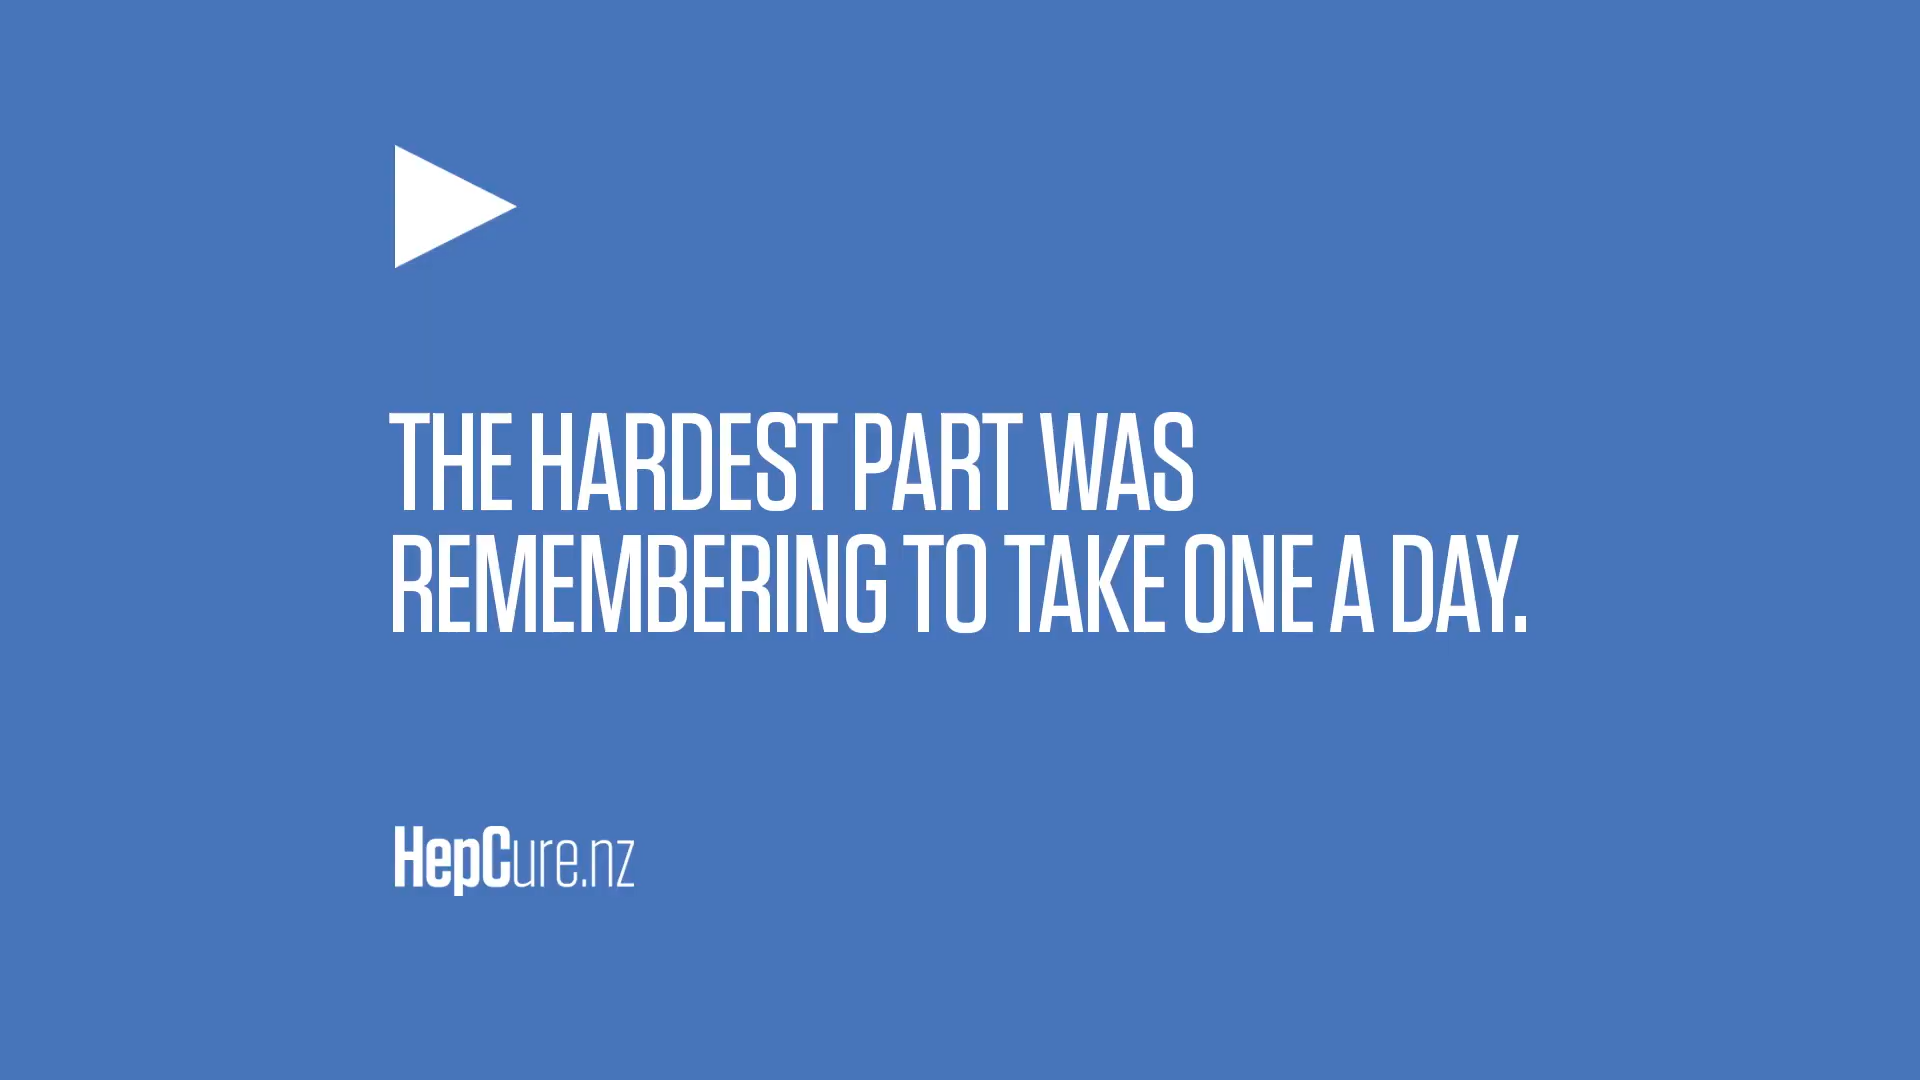 THE HARDEST PART WAS
REMEMBERING TO TAKE ONE A DAY.
HepCure.nz